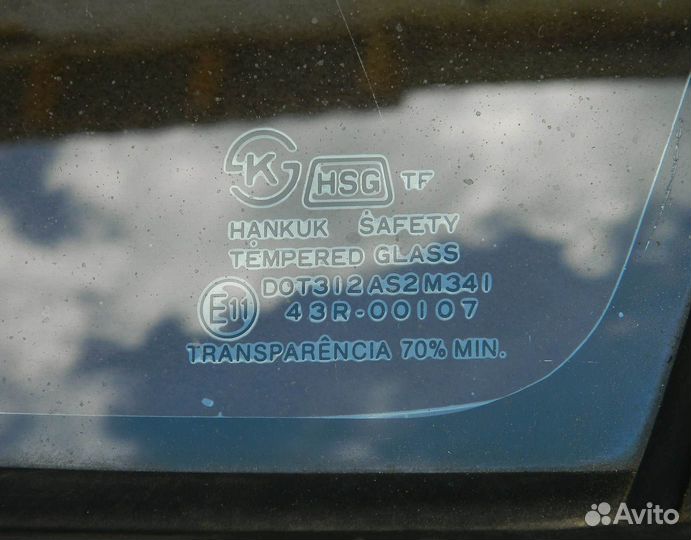 K HSG TF
HANKUK SAFETY
TEMPERED GLASS
DOT312 AS2 M341
E11 43R-00107
TRANSPARÊNCIA 70% MIN.
Avito